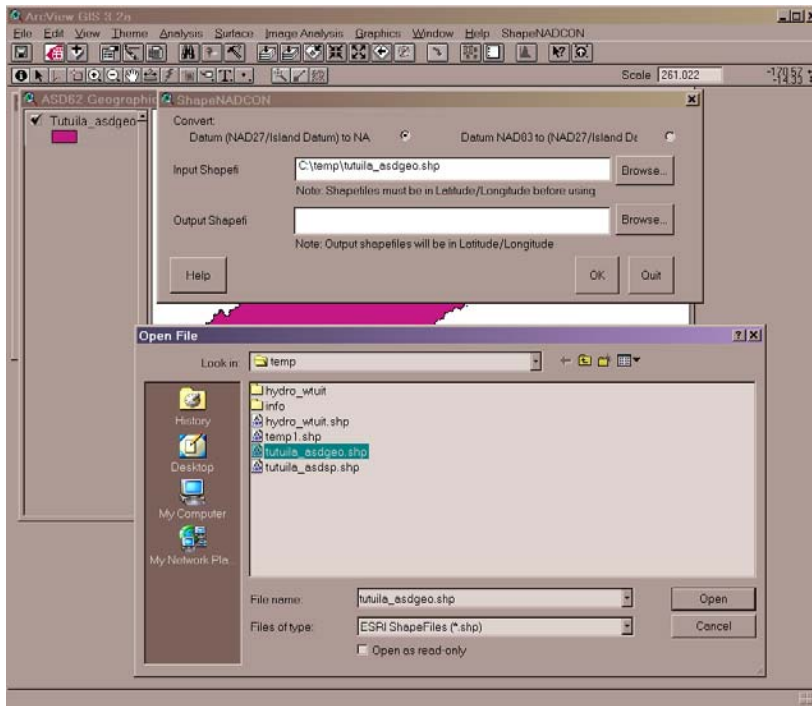 ArcView GIS 3.2a
File Edit View Theme Analysis Surface Image Analysis Graphics Window Help ShapeNADCON
Scale 261.022
-170.57
-14.35
ASD62 Geographic
Tutuila_asdgeo
ShapeNADCON
Convert:
Datum (NAD27/Island Datum) to NA
Datum NAD83 to (NAD27/Island Da
Input Shapefi
C:\temp\tutuila_asdgeo.shp
Browse...
Note: Shapefiles must be in Latitude/Longitude before using
Output Shapefi
Browse...
Note: Output shapefiles will be in Latitude/Longitude
Help
OK
Quit
Open File
Look in:
temp
History
Desktop
My Computer
My Network Pla...
hydro_wtuit
info
hydro_wtuit.shp
temp1.shp
tutuila_asdgeo.shp
tutuila_asdsp.shp
File name:
tutuila_asdgeo.shp
Open
Files of type:
ESRI ShapeFiles (*.shp)
Cancel
Open as read-only